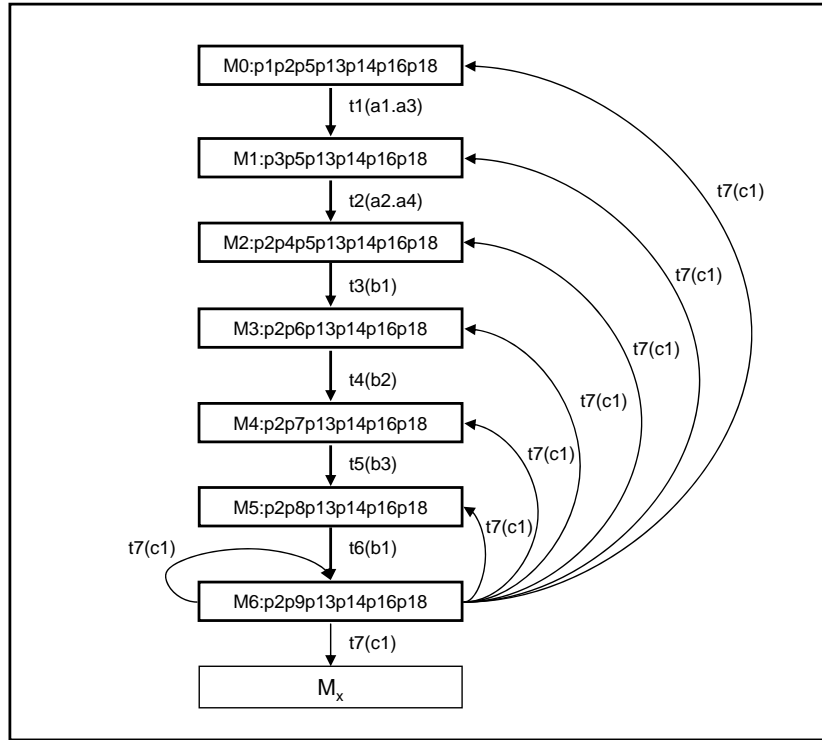 M0:p1p2p5p13p14p16p18
t1(a1.a3)
M1:p3p5p13p14p16p18
t7(c1)
t2(a2.a4)
M2:p2p4p5p13p14p16p18
t7(c1)
t3(b1)
M3:p2p6p13p14p16p18
t7(c1)
t4(b2)
t7(c1)
M4:p2p7p13p14p16p18
t7(c1)
t5(b3)
M5:p2p8p13p14p16p18
t7(c1)
t7(c1)
t6(b1)
M6:p2p9p13p14p16p18
t7(c1)
Mx